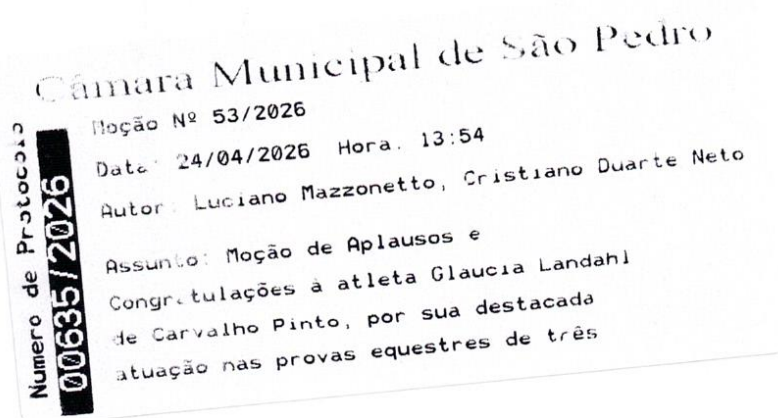 Câmara Municipal de São Pedro
Moção Nº 53/2026
Data: 24/04/2026 Hora: 13:54
Autor: Luciano Mazzonetto, Cristiano Duarte Neto
Assunto: Moção de Aplausos e
Congratulações à atleta Glaucia Landahl
de Carvalho Pinto, por sua destacada
atuação nas provas equestres de três
Numero de Protocolo
00635/2026